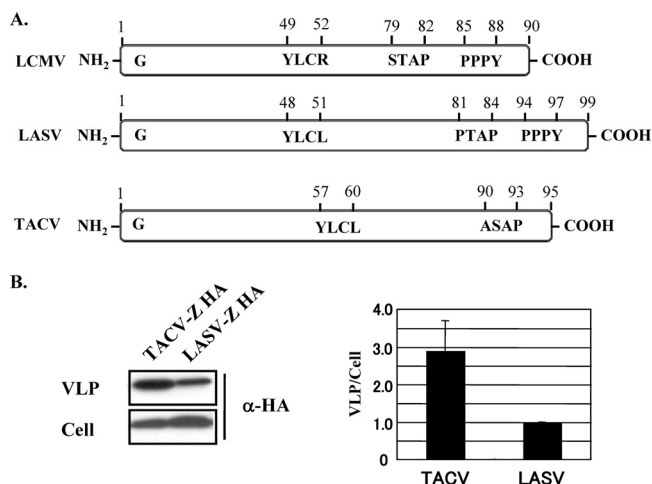 A.
1 49 52 79 82 85 88 90
LCMV NH2 G YLCR STAP PPPY COOH
1 48 51 81 84 94 97 99
LASV NH2 G YLCL PTAP PPPY COOH
1 57 60 90 93 95
TACV NH2 G YLCL ASAP COOH
B.
TACV-Z HA
LASV-Z HA
VLP
Cell
α-HA
VLP/Cell
4.0
3.0
2.0
1.0
0
TACV LASV